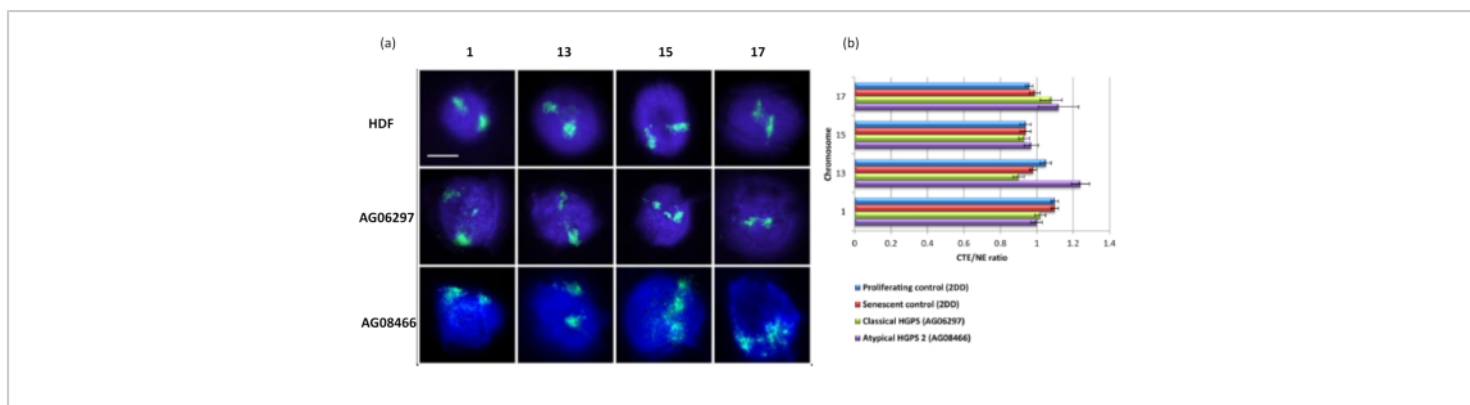 (a)
1 13 15 17
HDF
AG06297
AG08466
(b)
17
15
13
1
Chromosome
0 0.2 0.4 0.6 0.8 1 1.2 1.4
CTE/NE ratio
Proliferating control (2DD)
Senescent control (2DD)
Classical HGPS (AG06297)
Atypical HGPS 2 (AG08466)